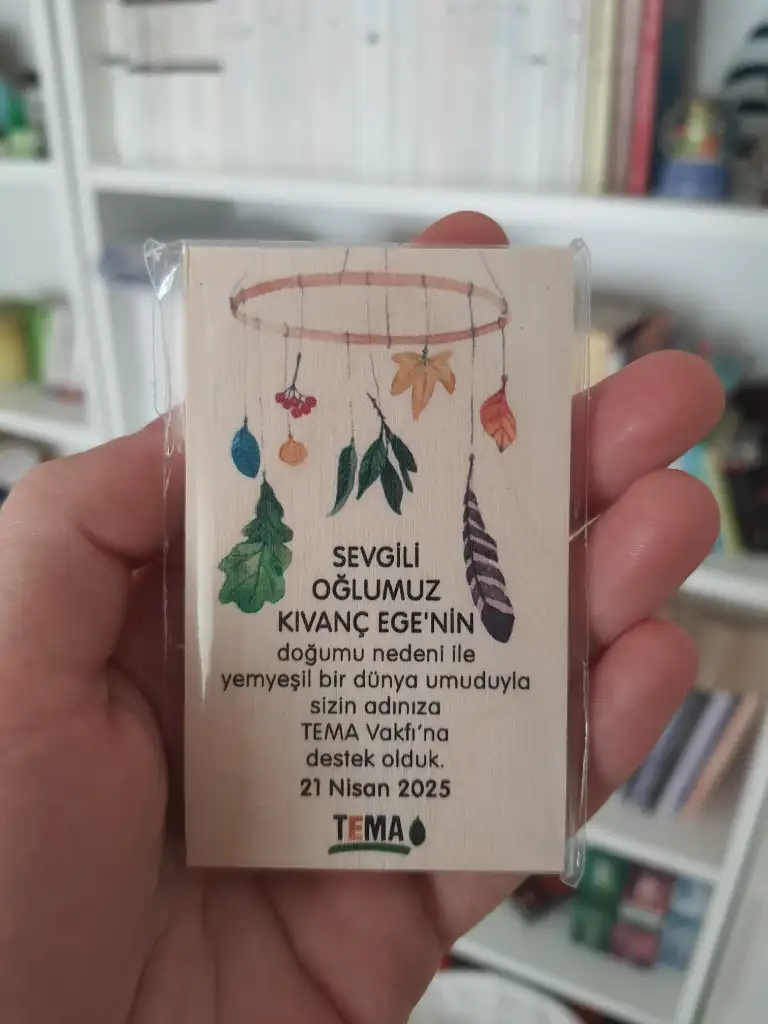 SEVGİLİ
OĞLUMUZ
KIVANÇ EGE'NİN
doğumu nedeni ile
yemyeşil bir dünya umuduyla
sizin adınıza
TEMA Vakfı'na
destek olduk.
21 Nisan 2025
TEMA